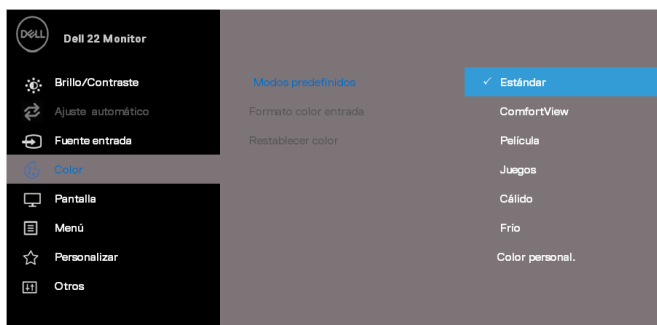 DELL
Dell 22 Monitor
Brillo/Contraste
Ajuste automático
Fuente entrada
Color
Pantalla
Menú
Personalizar
Otros
Modos predefinidos
Formato color entrada
Restablecer color
✓ Estándar
ComfortView
Película
Juegos
Cálido
Frío
Color personal.